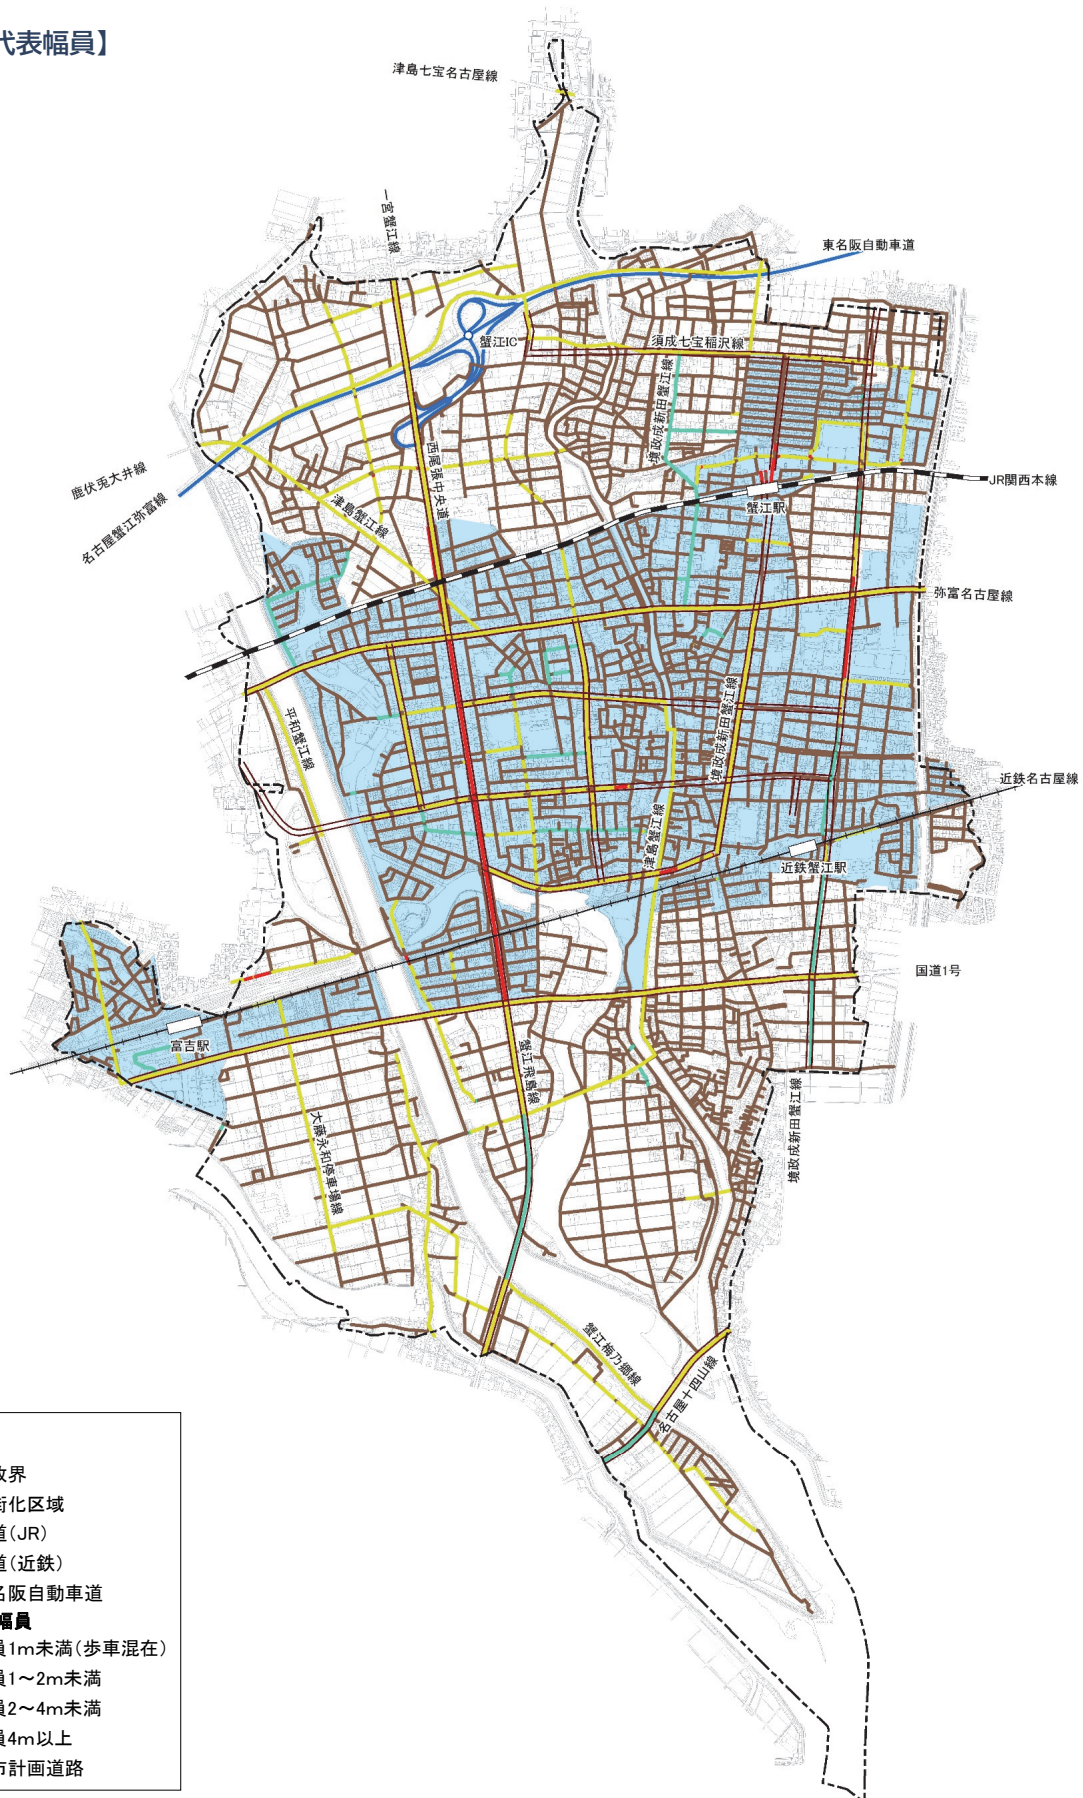 代表幅員】
津島七宝名古屋線
一宮蟹江線
東名阪自動車道
蟹江IC
須成七宝稲沢線
境政成新田蟹江線
西尾張中央道
鹿伏兎大井線
JR関西本線
名古屋蟹江弥富線
津島蟹江線
蟹江駅
弥富名古屋線
境政成新田蟹江線
平和蟹江線
近鉄名古屋線
津島蟹江線
近鉄蟹江駅
国道1号
富吉駅
蟹江飛島線
大藤永和停車場線
境政成新田蟹江線
蟹江梅乃郷線
名古屋十四山線
政界
街化区域
道(JR)
道(近鉄)
名阪自動車道
幅員
員1m未満(歩車混在)
員1~2m未満
員2~4m未満
員4m以上
市計画道路